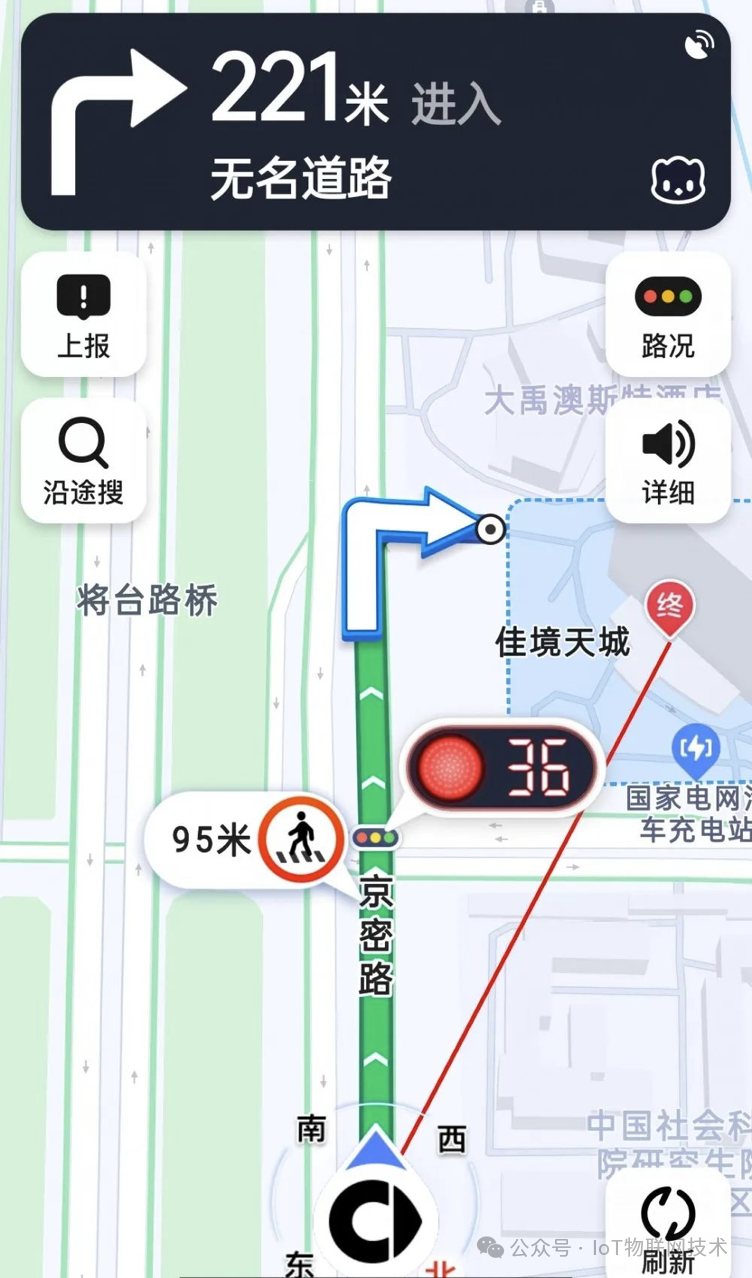 221米 进入
无名道路
上报
路况
大禹澳斯特酒店
沿途搜
详细
将台路桥
终
佳境天城
36
国家电网汽
车充电站
95米
京密路
中国社会科
院研究生院
区
南
西
东
北
刷新
公众号 · IoT物联网技术